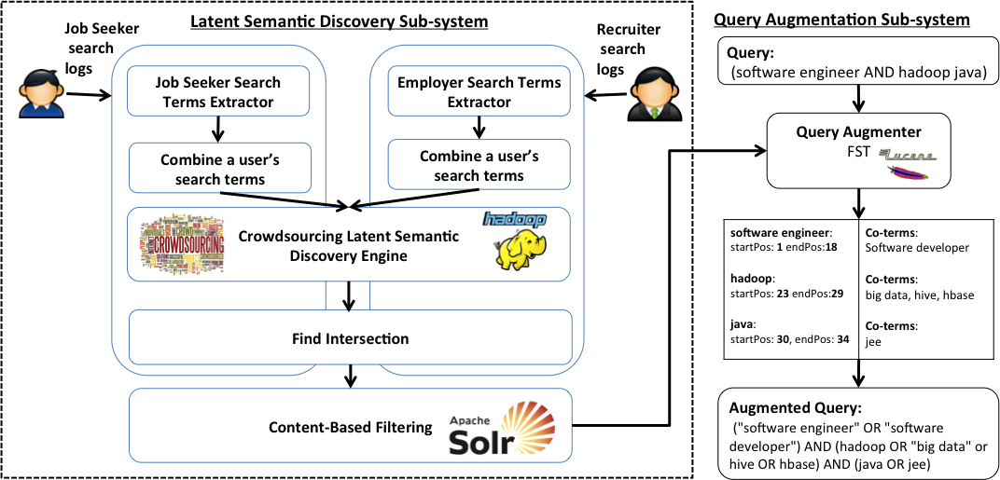 Latent Semantic Discovery Sub-system
Job Seeker
search
logs
Recruiter
search
logs
Job Seeker Search
Terms Extractor
Employer Search Terms
Extractor
Combine a user's
search terms
Combine a user's
search terms
CROWDSOURCING
Crowdsourcing Latent Semantic
Discovery Engine
hadoop
Find Intersection
Content-Based Filtering
Apache
Solr
Query Augmentation Sub-system
Query:
(software engineer AND hadoop java)
Query Augmenter
FST
Lucene
software engineer:
startPos: 1 endPos:18
Co-terms:
Software developer
hadoop:
startPos: 23 endPos:29
Co-terms:
big data, hive, hbase
java:
startPos: 30, endPos: 34
Co-terms:
jee
Augmented Query:
("software engineer" OR "software
developer") AND (hadoop OR "big data" or
hive OR hbase) AND (java OR jee)